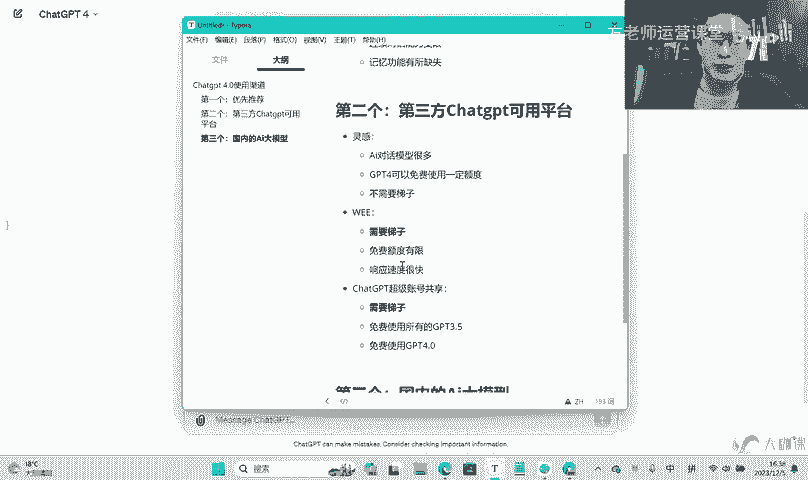 ChatGPT 4
Untitled - Typora
文件(F) 编辑(E) 段落(P) 格式(O) 视图(V) 主题(T) 帮助(H)
方老师运营课堂
文件
大纲
Chatgpt 4.0使用渠道
第一个：优先推荐
第二个：第三方Chatgpt可用
平台
第三个：国内的Ai大模型
记忆功能有所缺失
第二个：第三方Chatgpt可用平台
灵感：
Ai对话模型很多
GPT4可以免费使用一定额度
不需要梯子
WEE：
需要梯子
免费额度有限
响应速度很快
ChatGPT超级账号共享：
需要梯子
免费使用所有的GPT3.5
免费使用GPT4.0
第三个：国内的Ai大模型
ZH
Message ChatGPT...
ChatGPT can make mistakes. Consider checking important information.
大咖课
18°C
搜索
中
拼
16:38
2023/12/5